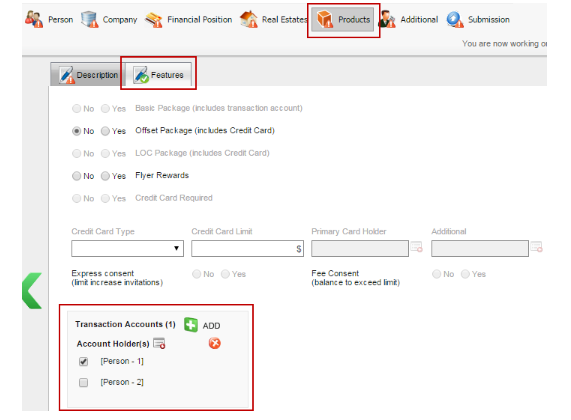 Person Company Financial Position Real Estates Products Additional Submission
You are now working
Description Features
No Yes Basic Package (includes transaction account)
No Yes Offset Package (includes Credit Card)
No Yes LOC Package (includes Credit Card)
No Yes Flyer Rewards
No Yes Credit Card Required
Credit Card Type Credit Card Limit Primary Card Holder Additional
$
Express consent No Yes Fee Consent No Yes
(limit increase invitations) (balance to exceed limit)
Transaction Accounts (1) ADD
Account Holder(s)
[Person - 1]
[Person - 2]